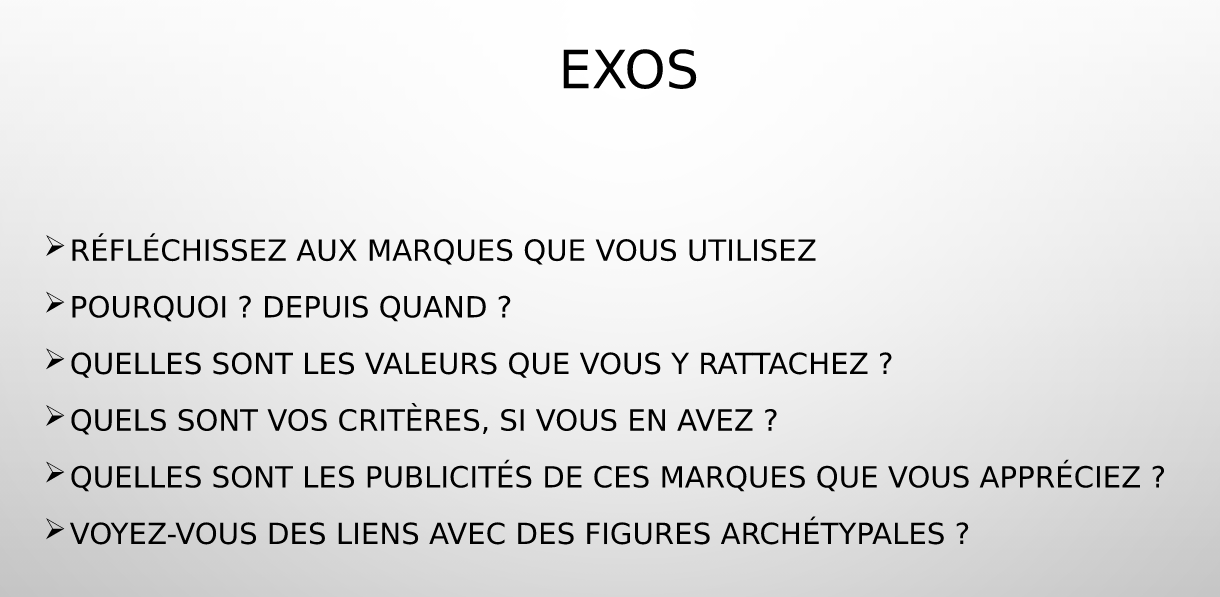 EXOS
RÉFLÉCHISSEZ AUX MARQUES QUE VOUS UTILISEZ
POURQUOI ? DEPUIS QUAND ?
QUELLES SONT LES VALEURS QUE VOUS Y RATTACHEZ ?
QUELS SONT VOS CRITÈRES, SI VOUS EN AVEZ ?
QUELLES SONT LES PUBLICITÉS DE CES MARQUES QUE VOUS APPRÉCIEZ ?
VOYEZ-VOUS DES LIENS AVEC DES FIGURES ARCHÉTYPALES ?